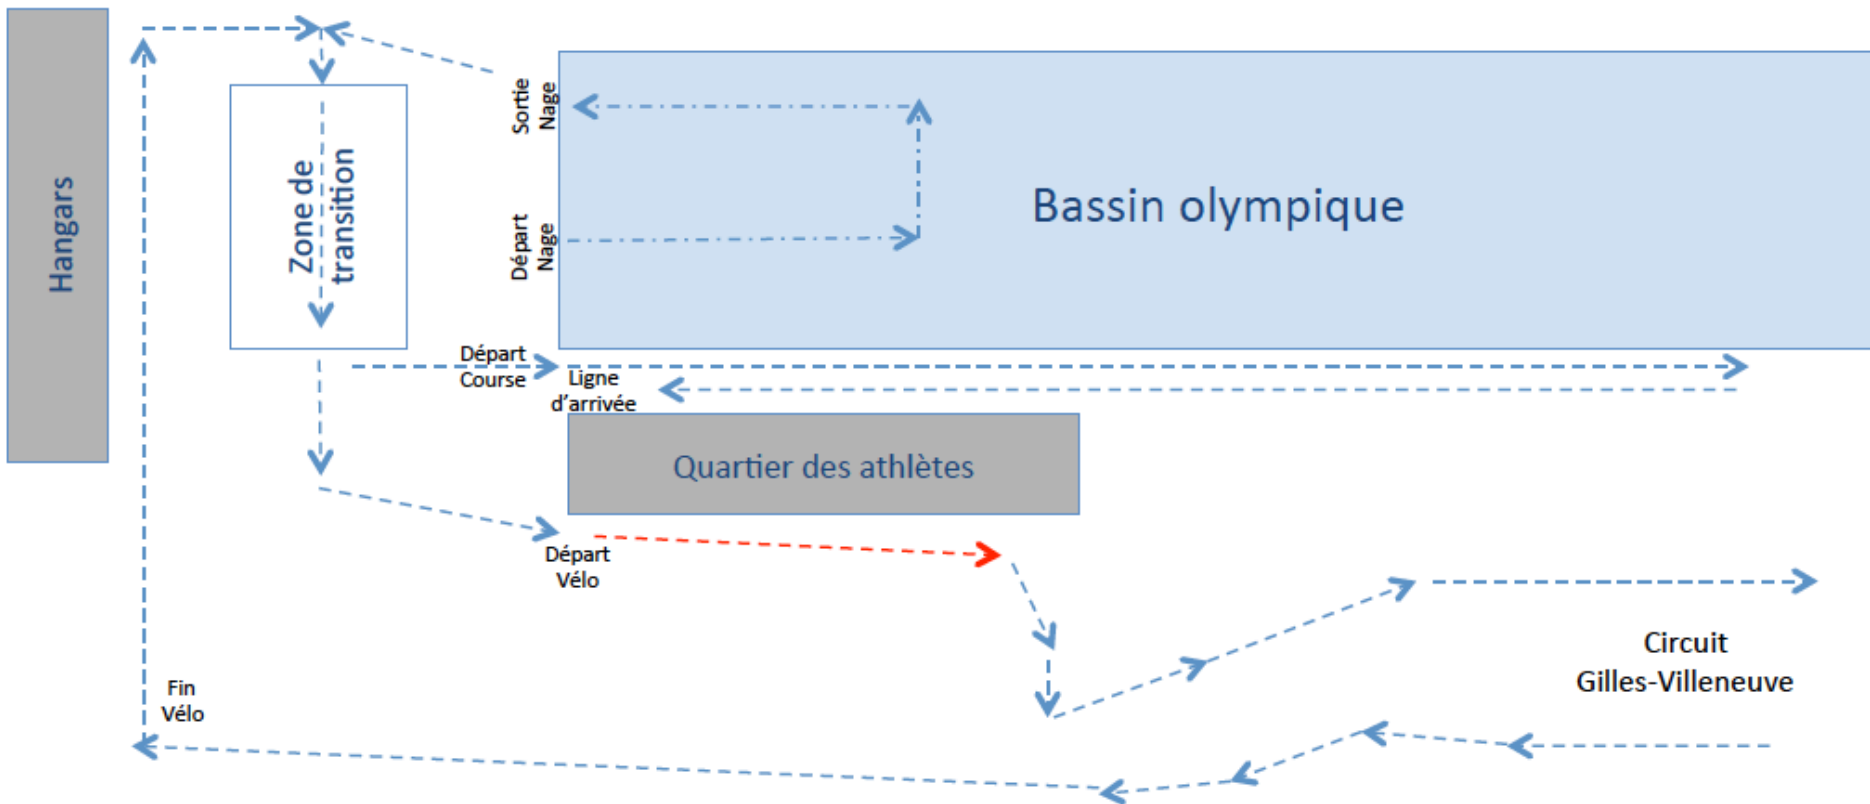 Hangars
Zone de
transition
Sortie
Nage
Départ
Nage
Bassin olympique
Départ
Course
Ligne
d'arrivée
Quartier des athlètes
Départ
Vélo
Fin
Vélo
Circuit
Gilles-Villeneuve